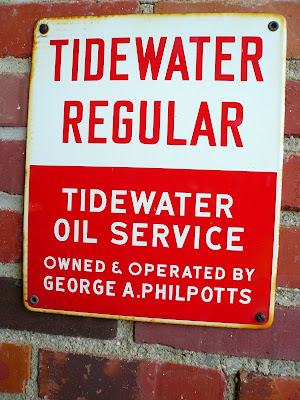 TIDEWATER
REGULAR
TIDEWATER
OIL SERVICE
OWNED & OPERATED BY
GEORGE A. PHILPOTTS